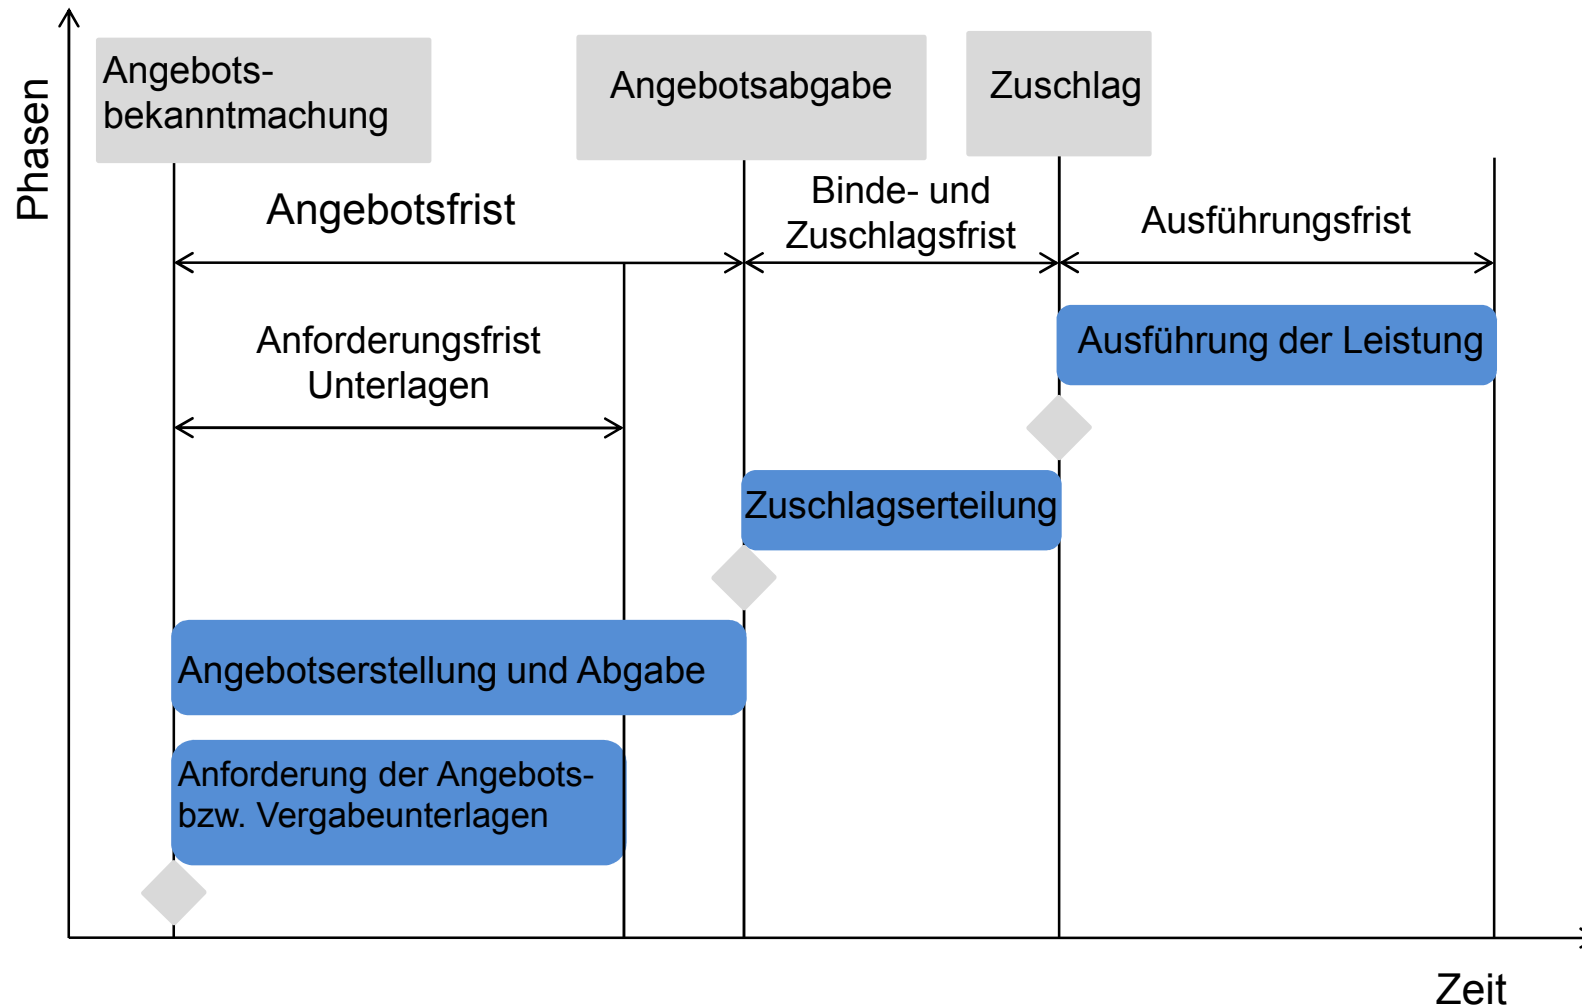 Phasen
Angebots-
bekanntmachung
Angebotsabgabe
Zuschlag
Angebotsfrist
Binde- und
Zuschlagsfrist
Ausführungsfrist
Anforderungsfrist
Unterlagen
Ausführung der Leistung
Zuschlagserteilung
Angebotserstellung und Abgabe
Anforderung der Angebots-
bzw. Vergabeunterlagen
Zeit